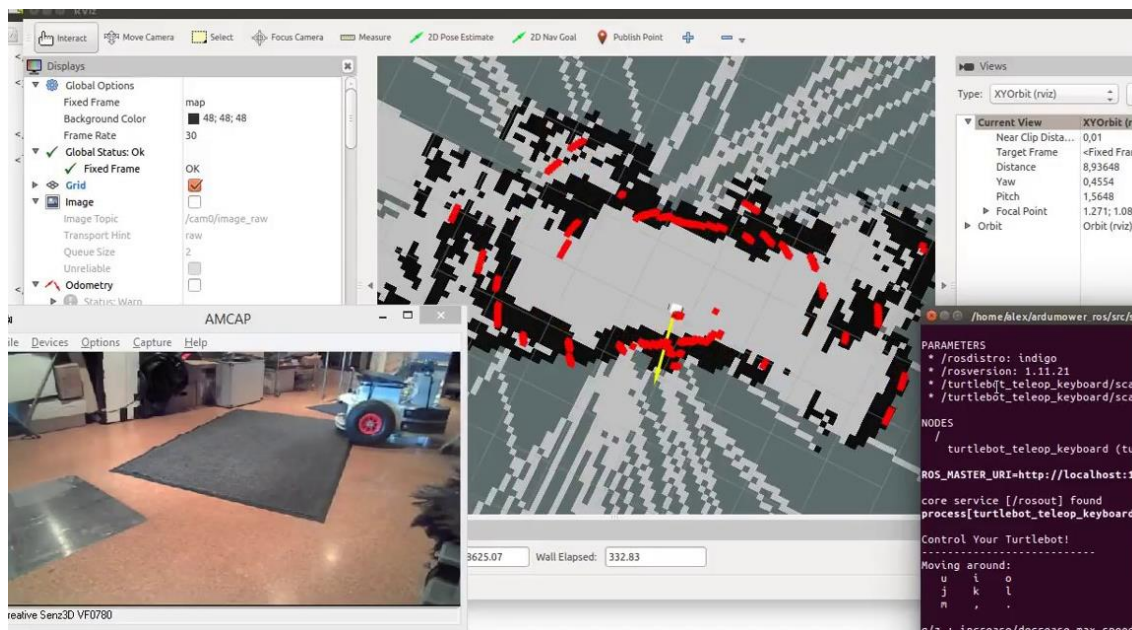 RViz
Interact
Move Camera
Select
Focus Camera
Measure
2D Pose Estimate
2D Nav Goal
Publish Point
Displays
Global Options
Fixed Frame map
Background Color 48; 48; 48
Frame Rate 30
Global Status: Ok
Fixed Frame OK
Grid
Image
Image Topic /cam0/image_raw
Transport Hint raw
Queue Size 2
Unreliable
Odometry
Status: Warn
Views
Type: XYOrbit (rviz)
Current View XYOrbit (r
Near Clip Dista... 0,01
Target Frame <Fixed Fra
Distance 8,93648
Yaw 0,4554
Pitch 1,5648
Focal Point 1.271; 1.08
Orbit Orbit (rviz)
AMCAP
ile Devices Options Capture Help
reative Senz3D VF0780
8625.07 Wall Elapsed: 332.83
/home/alex/ardumower_ros/src/s
PARAMETERS
* /rosdistro: indigo
* /rosversion: 1.11.21
* /turtlebot_teleop_keyboard/sca
* /turtlebot_teleop_keyboard/sca
NODES
/
turtlebot_teleop_keyboard (tu
ROS_MASTER_URI=http://localhost:1
core service [/rosout] found
process[turtlebot_teleop_keyboard
Control Your Turtlebot!
---------------------------
Moving around:
u i o
j k l
m , .
q/z : increase/decrease max speed